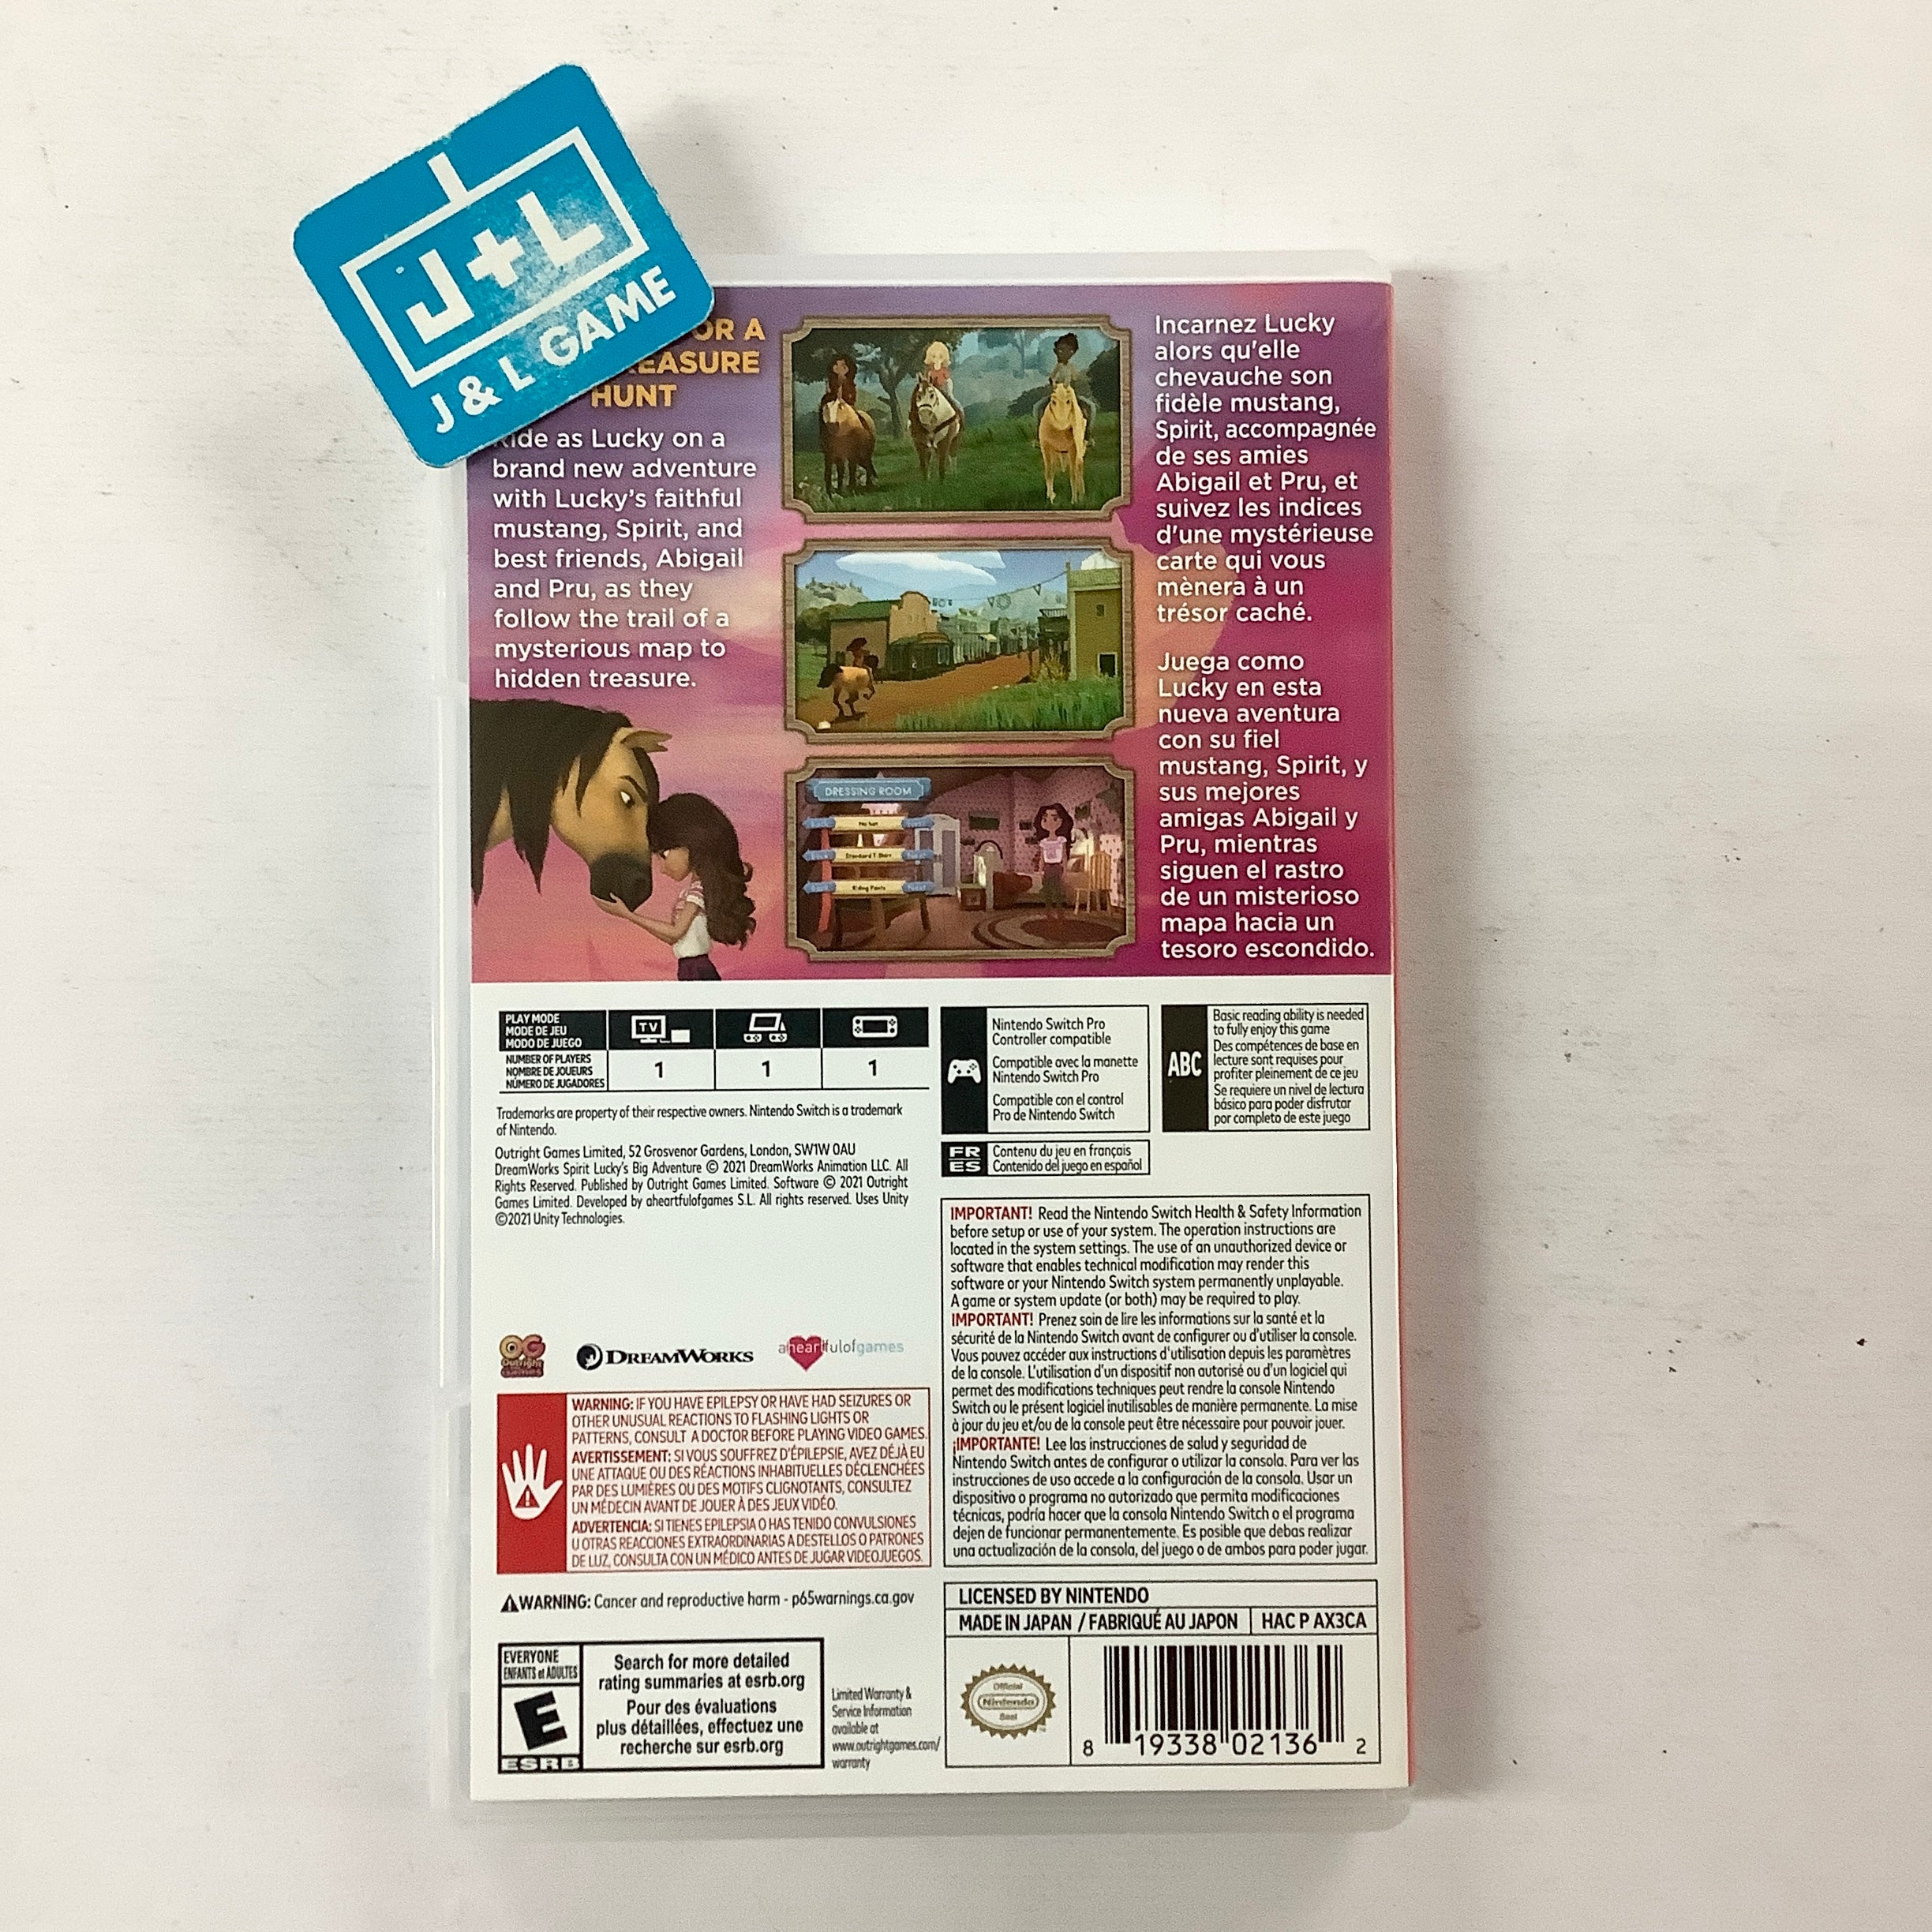 J+L
J & L GAME
OR A
EASURE
HUNT
Ride as Lucky on a
brand new adventure
with Lucky's faithful
mustang, Spirit, and
best friends, Abigail
and Pru, as they
follow the trail of a
mysterious map to
hidden treasure.
DRESSING ROOM
No hat
Standard T-Shirt
Riding Pants
Incarnez Lucky
alors qu'elle
chevauche son
fidèle mustang,
Spirit, accompagnée
de ses amies
Abigail et Pru, et
suivez les indices
d'une mystérieuse
carte qui vous
mènera à un
trésor caché.
Juega como
Lucky en esta
nueva aventura
con su fiel
mustang, Spirit, y
sus mejores
amigas Abigail y
Pru, mientras
siguen el rastro
de un misterioso
mapa hacia un
tesoro escondido.
PLAY MODE
MODE DE JEU
MODO DE JUEGO
TV
NUMBER OF PLAYERS
NOMBRE DE JOUEURS
NÚMERO DE JUGADORES
1 1 1
Nintendo Switch Pro
Controller compatible
Compatible avec la manette
Nintendo Switch Pro
Compatible con el control
Pro de Nintendo Switch
ABC
Basic reading ability is needed
to fully enjoy this game
Des compétences de base en
lecture sont requises pour
profiter pleinement de ce jeu
Se requiere un nivel de lectura
básico para poder disfrutar
por completo de este juego
FR
ES
Contenu du jeu en français
Contenido del juego en español
Trademarks are property of their respective owners. Nintendo Switch is a trademark
of Nintendo.
Outright Games Limited, 52 Grosvenor Gardens, London, SW1W 0AU
DreamWorks Spirit Lucky's Big Adventure © 2021 DreamWorks Animation LLC. All
Rights Reserved. Published by Outright Games Limited. Software © 2021 Outright
Games Limited. Developed by aheartfulofgames S.L. All rights reserved. Uses Unity
©2021 Unity Technologies.
OG
Outright
Games
DREAMWORKS
aheartfulofgames
IMPORTANT! Read the Nintendo Switch Health & Safety Information
before setup or use of your system. The operation instructions are
located in the system settings. The use of an unauthorized device or
software that enables technical modification may render this
software or your Nintendo Switch system permanently unplayable.
A game or system update (or both) may be required to play.
IMPORTANT! Prenez soin de lire les informations sur la santé et la
sécurité de la Nintendo Switch avant de configurer ou d'utiliser la console.
Vous pouvez accéder aux instructions d'utilisation depuis les paramètres
de la console. L'utilisation d'un dispositif non autorisé ou d'un logiciel qui
permet des modifications techniques peut rendre la console Nintendo
Switch ou le présent logiciel inutilisables de manière permanente. La mise
à jour du jeu et/ou de la console peut être nécessaire pour pouvoir jouer.
¡IMPORTANTE! Lee las instrucciones de salud y seguridad de
Nintendo Switch antes de configurar o utilizar la consola. Para ver las
instrucciones de uso accede a la configuración de la consola. Usar un
dispositivo o programa no autorizado que permita modificaciones
técnicas, podría hacer que la consola Nintendo Switch o el programa
dejen de funcionar permanentemente. Es posible que debas realizar
una actualización de la consola, del juego o de ambos para poder jugar.
WARNING: IF YOU HAVE EPILEPSY OR HAVE HAD SEIZURES OR
OTHER UNUSUAL REACTIONS TO FLASHING LIGHTS OR
PATTERNS, CONSULT A DOCTOR BEFORE PLAYING VIDEO GAMES.
AVERTISSEMENT: SI VOUS SOUFFREZ D'ÉPILEPSIE, AVEZ DÉJÀ EU
UNE ATTAQUE OU DES RÉACTIONS INHABITUELLES DÉCLENCHÉES
PAR DES LUMIÈRES OU DES MOTIFS CLIGNOTANTS, CONSULTEZ
UN MÉDECIN AVANT DE JOUER À DES JEUX VIDÉO.
ADVERTENCIA: SI TIENES EPILEPSIA O HAS TENIDO CONVULSIONES
U OTRAS REACCIONES EXTRAORDINARIAS A DESTELLOS O PATRONES
DE LUZ, CONSULTA CON UN MÉDICO ANTES DE JUGAR VIDEOJUEGOS.
WARNING: Cancer and reproductive harm - p65warnings.ca.gov
EVERYONE
ENFANTS et ADULTES
E
ESRB
Search for more detailed
rating summaries at esrb.org
Pour des évaluations
plus détaillées, effectuez une
recherche sur esrb.org
Limited Warranty &
Service Information
available at
www.outrightgames.com/
warranty
LICENSED BY NINTENDO
MADE IN JAPAN / FABRIQUÉ AU JAPON HAC P AX3CA
Official
Nintendo
Seal
8 19338 02136 2